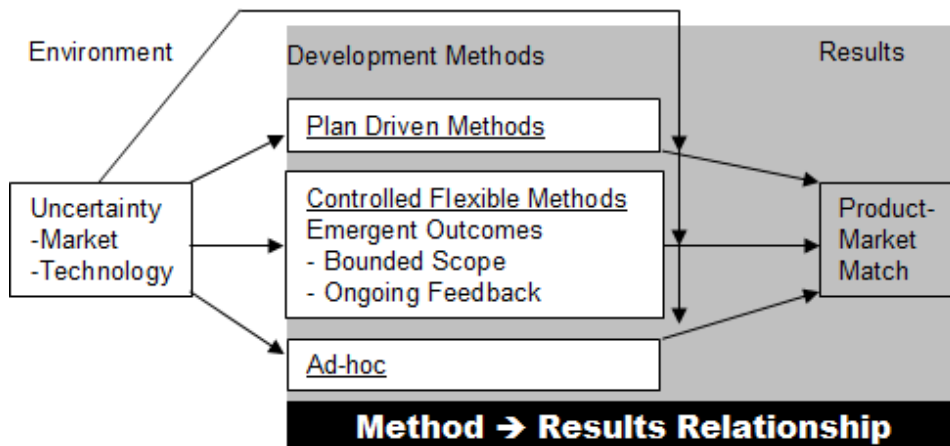 Environment
Development Methods
Results
Plan Driven Methods
Uncertainty
-Market
-Technology
Controlled Flexible Methods
Emergent Outcomes
- Bounded Scope
- Ongoing Feedback
Product-
Market
Match
Ad-hoc
Method → Results Relationship